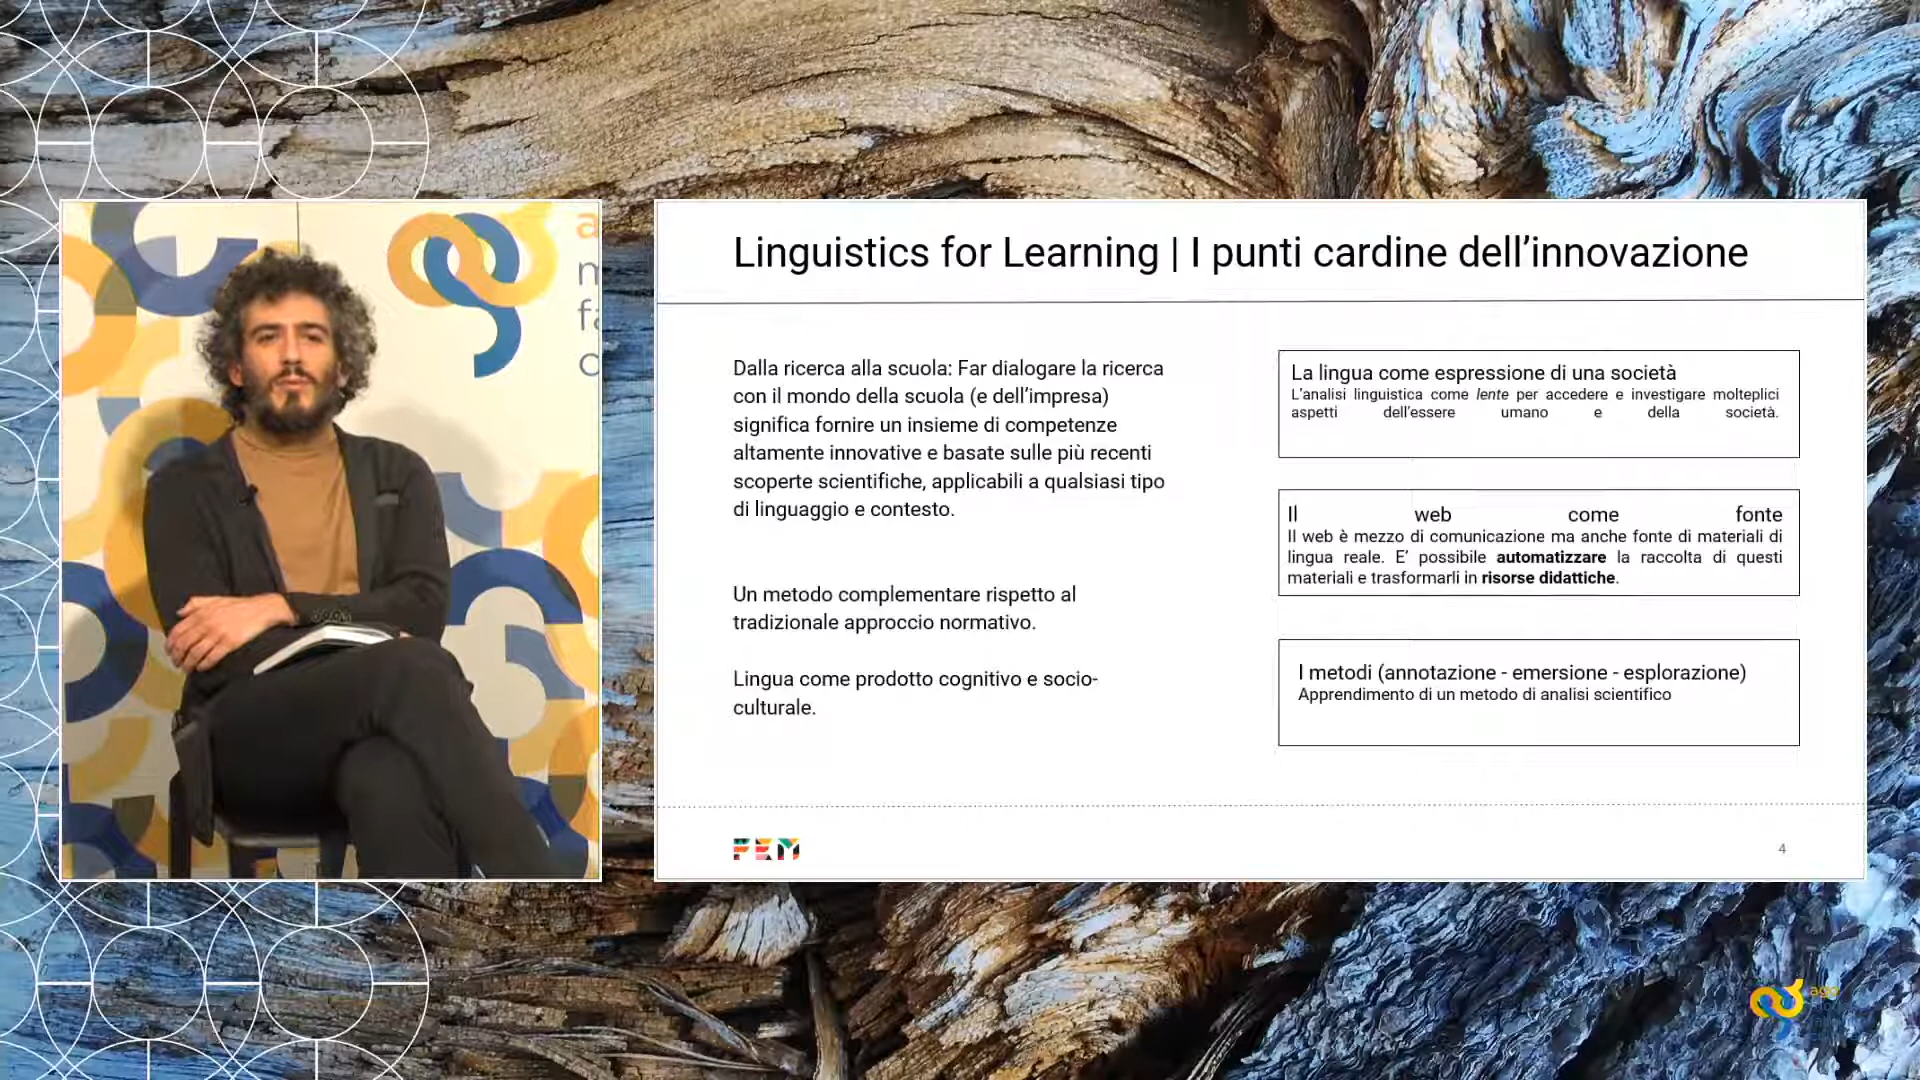 a
m
fa
c
Linguistics for Learning | I punti cardine dell’innovazione
Dalla ricerca alla scuola: Far dialogare la ricerca
con il mondo della scuola (e dell’impresa)
significa fornire un insieme di competenze
altamente innovative e basate sulle più recenti
scoperte scientifiche, applicabili a qualsiasi tipo
di linguaggio e contesto.
Un metodo complementare rispetto al
tradizionale approccio normativo.
Lingua come prodotto cognitivo e socio-
culturale.
La lingua come espressione di una società
L’analisi linguistica come lente per accedere e investigare molteplici
aspetti dell’essere umano e della società.
Il web come fonte
Il web è mezzo di comunicazione ma anche fonte di materiali di
lingua reale. E’ possibile automatizzare la raccolta di questi
materiali e trasformarli in risorse didattiche.
I metodi (annotazione - emersione - esplorazione)
Apprendimento di un metodo di analisi scientifico
FEM
4
ago